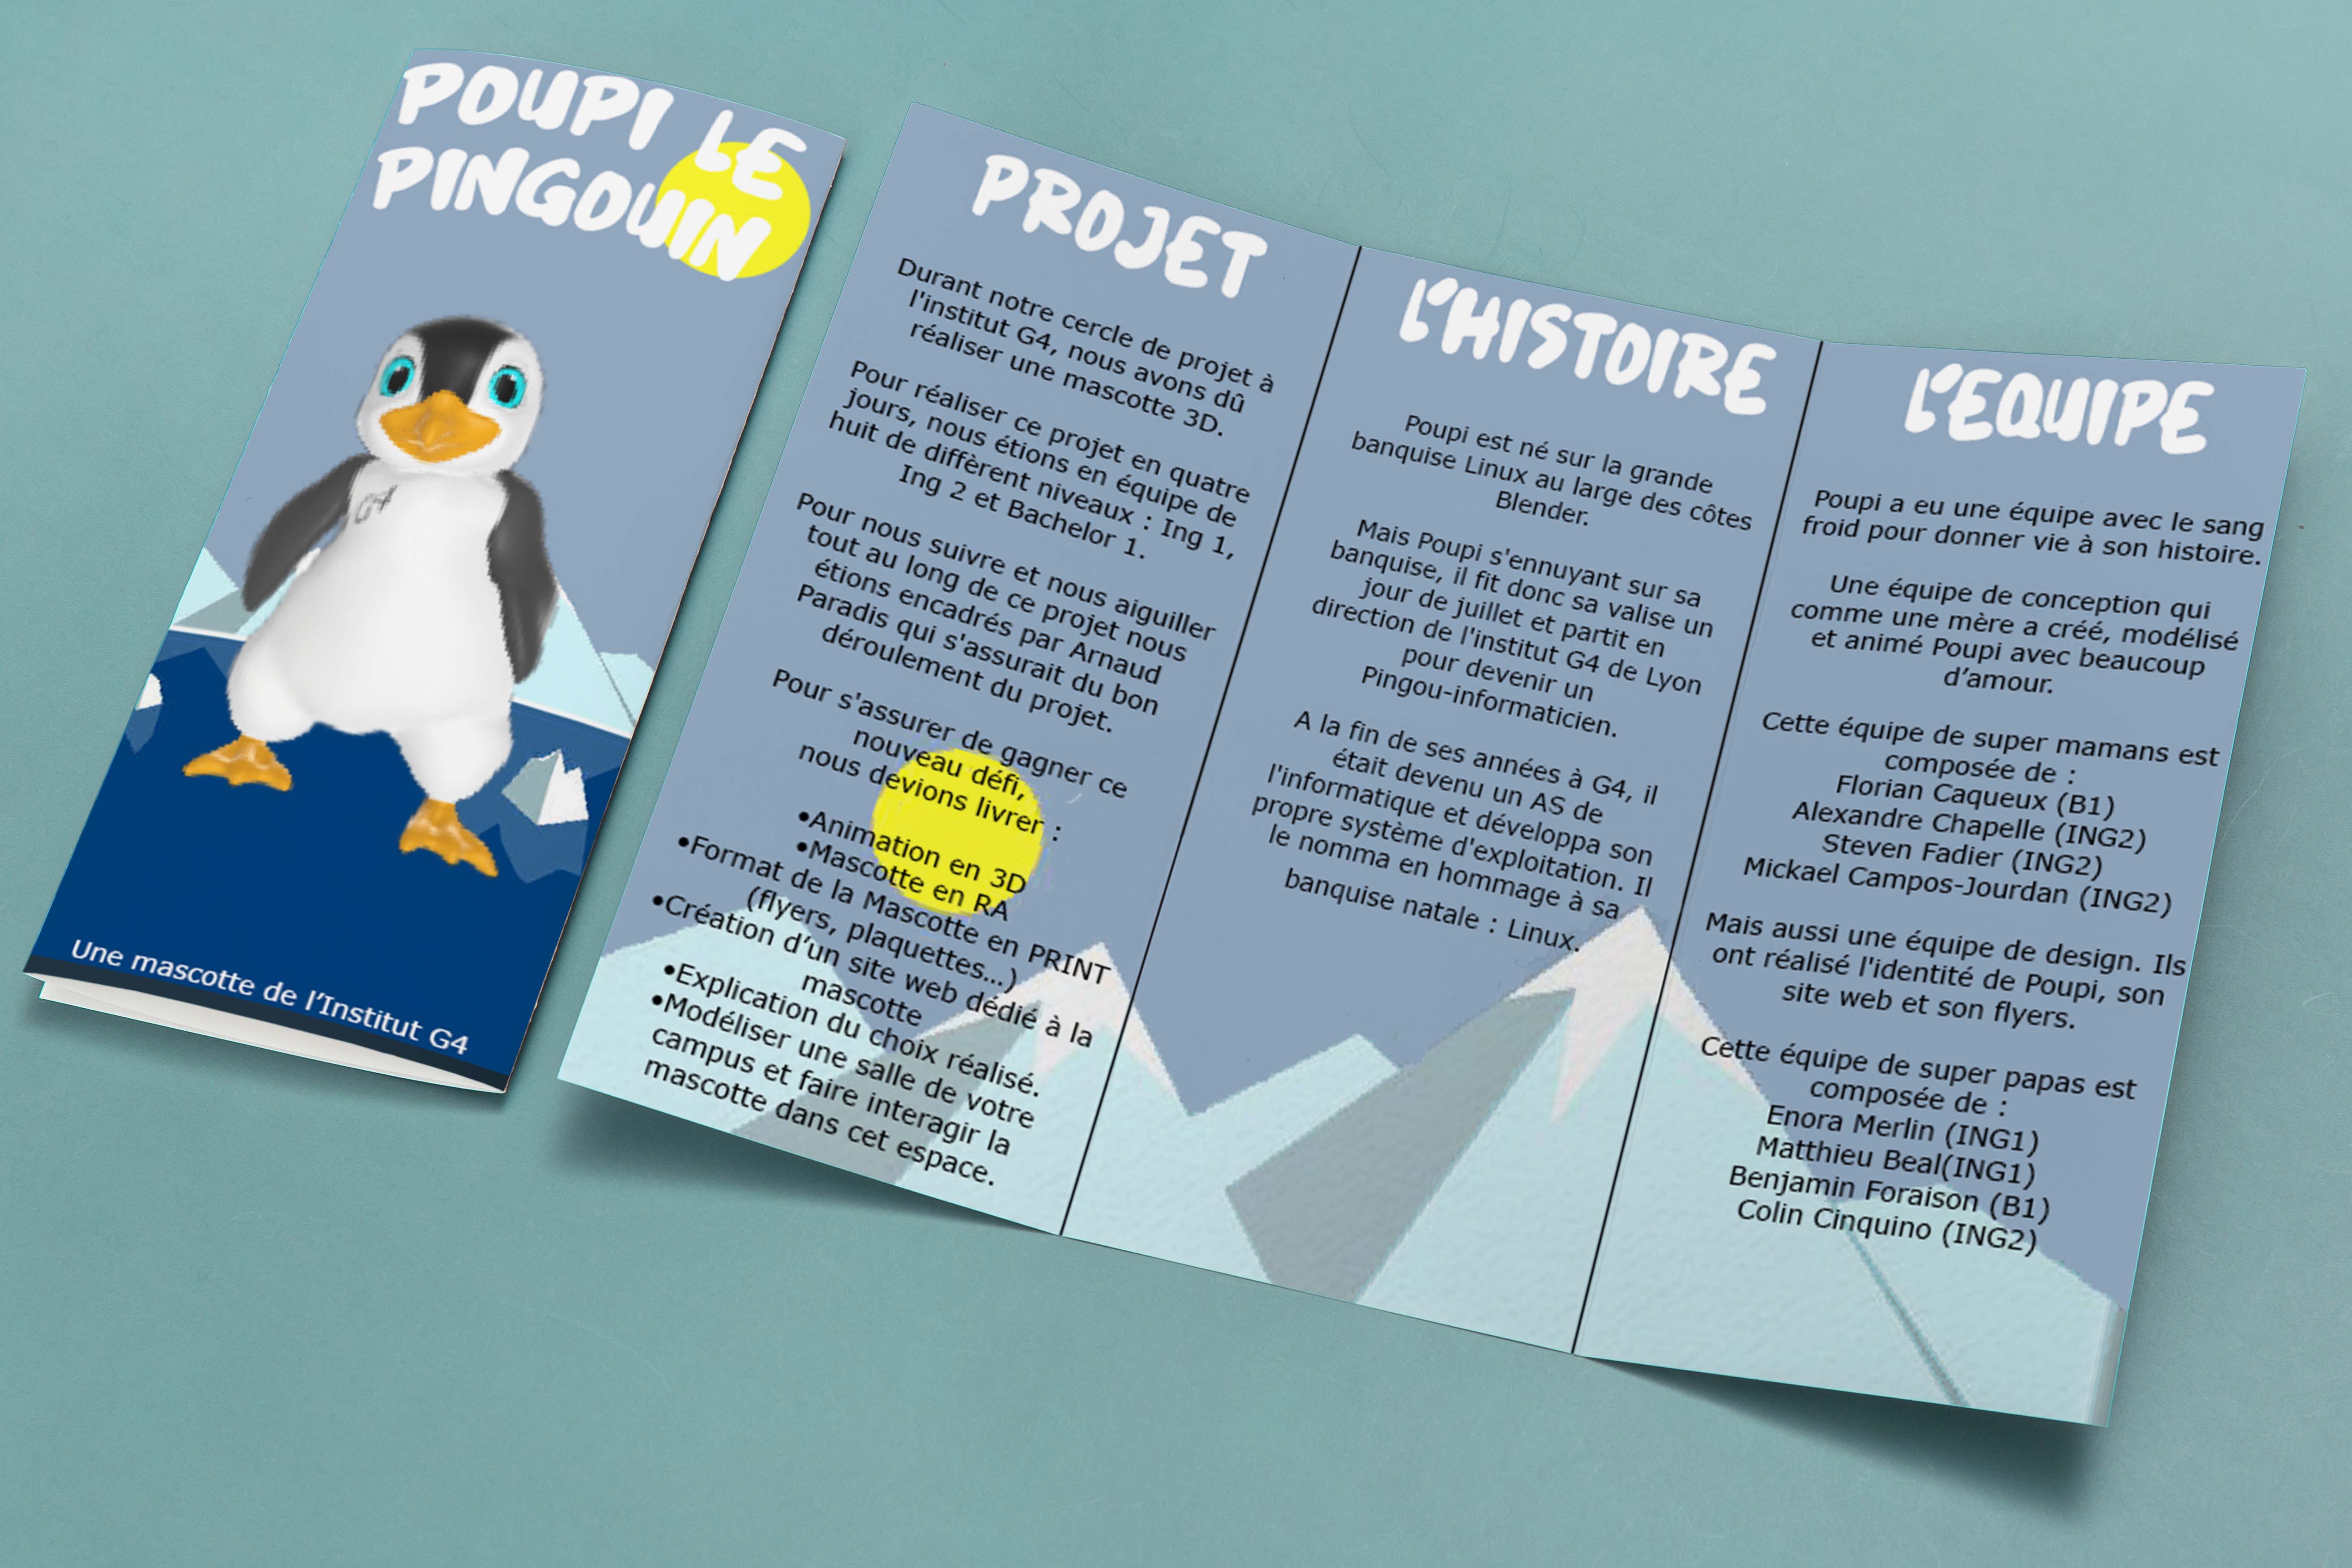 POUPI LE
PINGOUIN
G4
Une mascotte de l’Institut G4
PROJET
Durant notre cercle de projet à
l'institut G4, nous avons dû
réaliser une mascotte 3D.
Pour réaliser ce projet en quatre
jours, nous étions en équipe de
huit de diffèrent niveaux : Ing 1,
Ing 2 et Bachelor 1.
Pour nous suivre et nous aiguiller
tout au long de ce projet nous
étions encadrés par Arnaud
Paradis qui s'assurait du bon
déroulement du projet.
Pour s'assurer de gagner ce
nouveau défi,
nous devions livrer :
•Animation en 3D
•Mascotte en RA
•Format de la Mascotte en PRINT
(flyers, plaquettes...)
•Création d’un site web dédié à la
mascotte
•Explication du choix réalisé.
•Modéliser une salle de votre
campus et faire interagir la
mascotte dans cet espace.
L'HISTOIRE
Poupi est né sur la grande
banquise Linux au large des côtes
Blender.
Mais Poupi s'ennuyant sur sa
banquise, il fit donc sa valise un
jour de juillet et partit en
direction de l'institut G4 de Lyon
pour devenir un
Pingou-informaticien.
A la fin de ses années à G4, il
était devenu un AS de
l'informatique et développa son
propre système d'exploitation. Il
le nomma en hommage à sa
banquise natale : Linux.
L'EQUIPE
Poupi a eu une équipe avec le sang
froid pour donner vie à son histoire.
Une équipe de conception qui
comme une mère a créé, modélisé
et animé Poupi avec beaucoup
d’amour.
Cette équipe de super mamans est
composée de :
Florian Caqueux (B1)
Alexandre Chapelle (ING2)
Steven Fadier (ING2)
Mickael Campos-Jourdan (ING2)
Mais aussi une équipe de design. Ils
ont réalisé l'identité de Poupi, son
site web et son flyers.
Cette équipe de super papas est
composée de :
Enora Merlin (ING1)
Matthieu Beal(ING1)
Benjamin Foraison (B1)
Colin Cinquino (ING2)